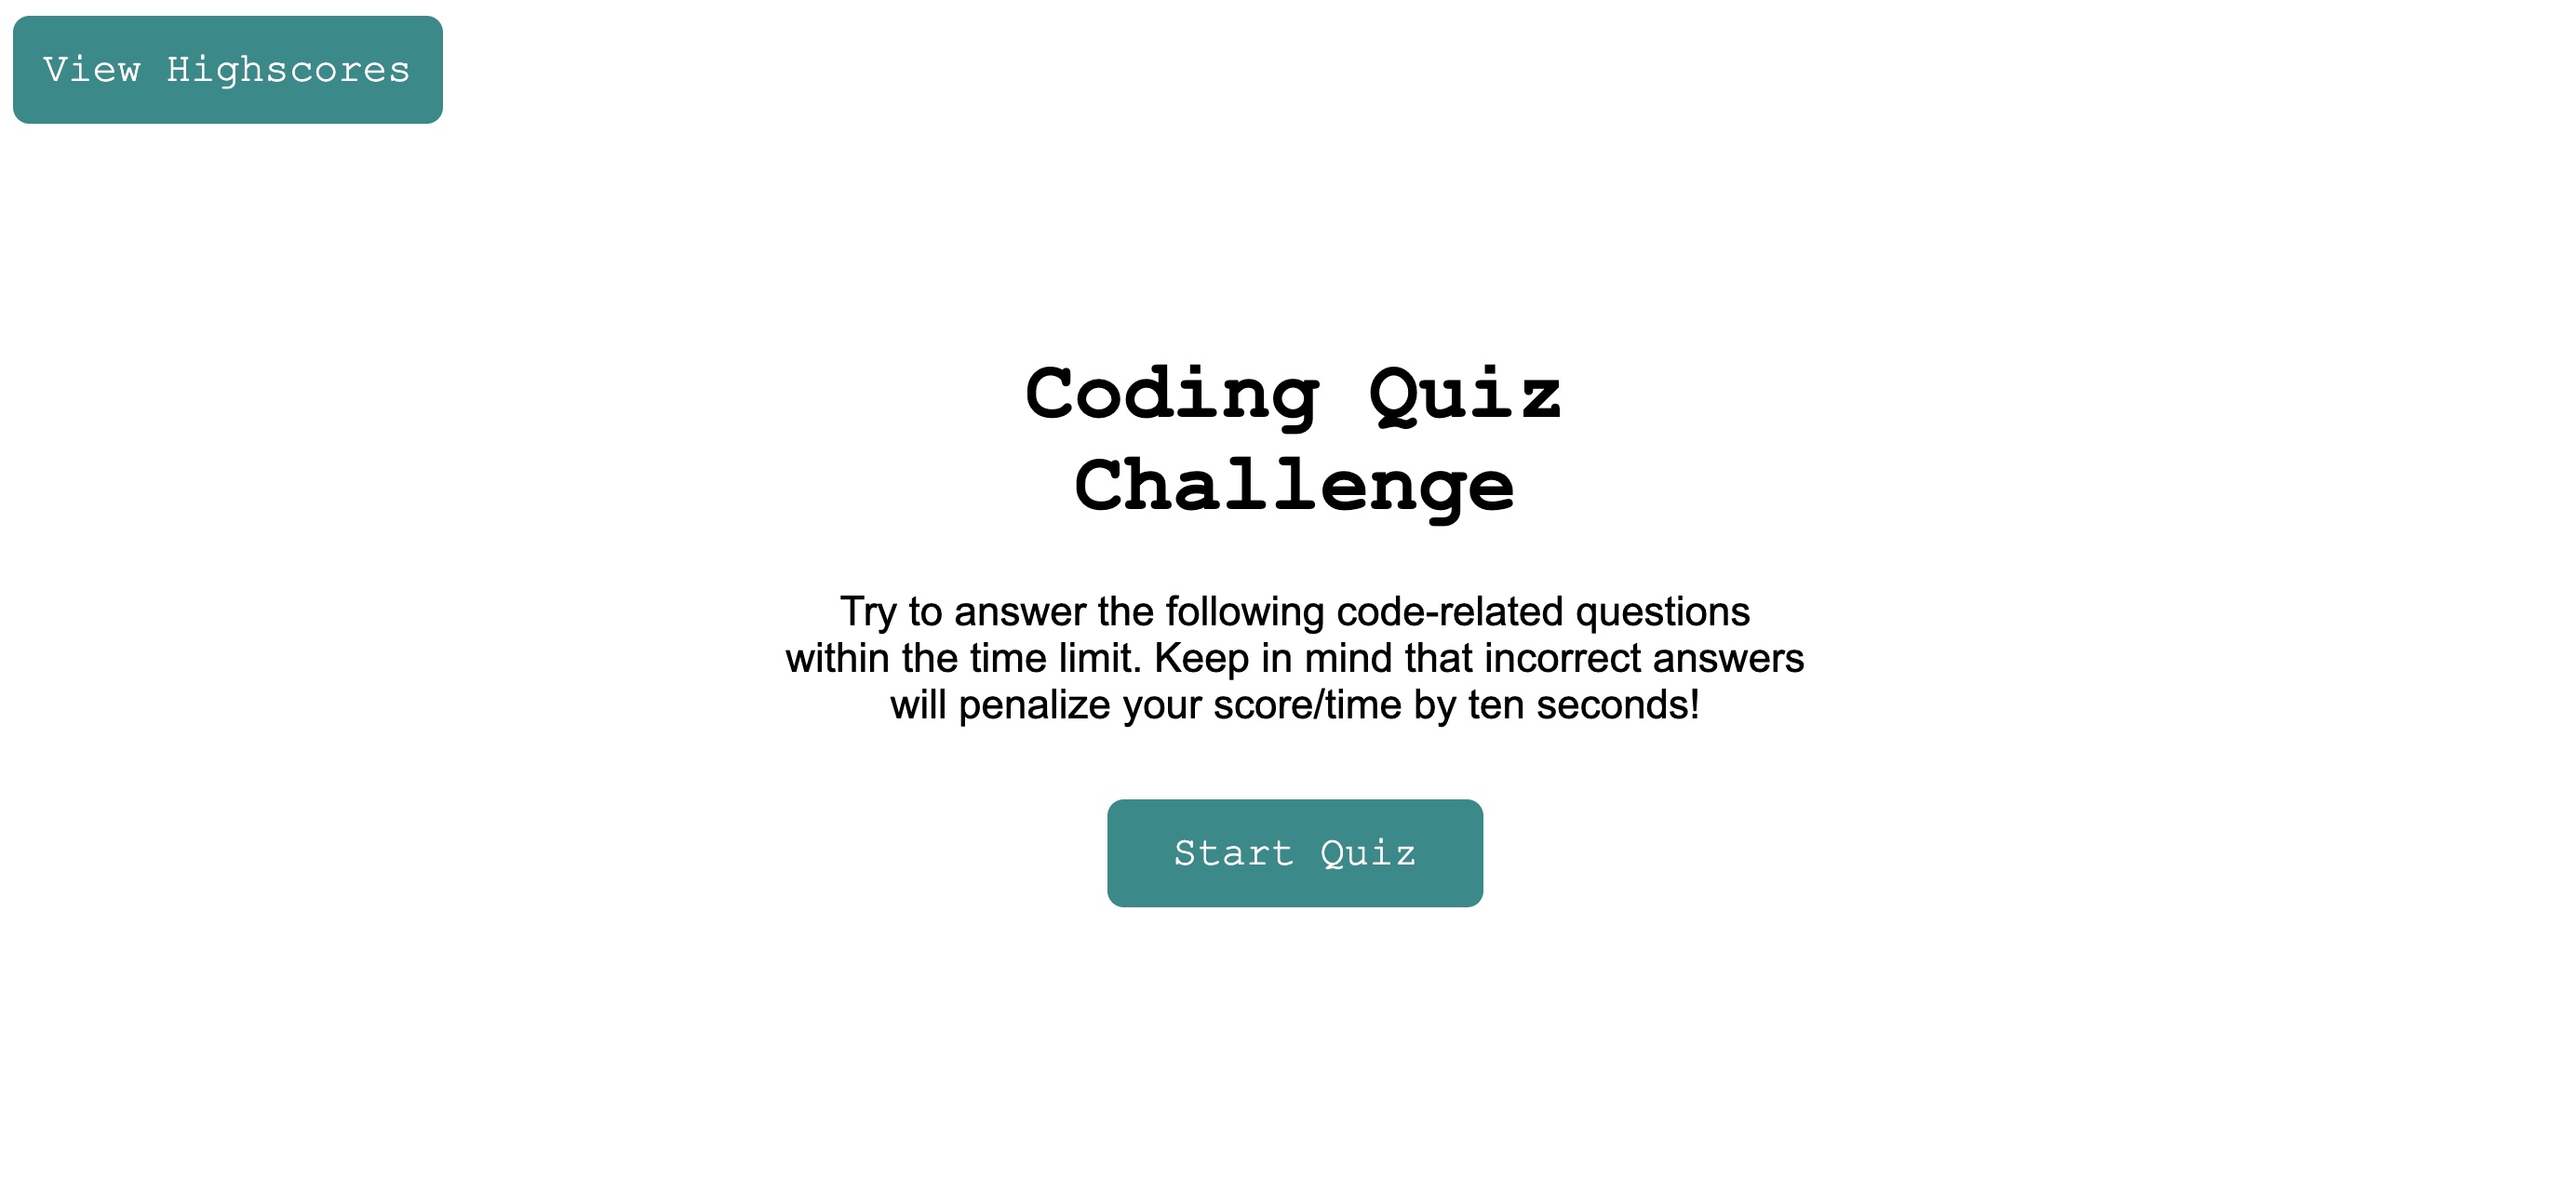 View Highscores
Coding Quiz
Challenge
Try to answer the following code-related questions
within the time limit. Keep in mind that incorrect answers
will penalize your score/time by ten seconds!
Start Quiz